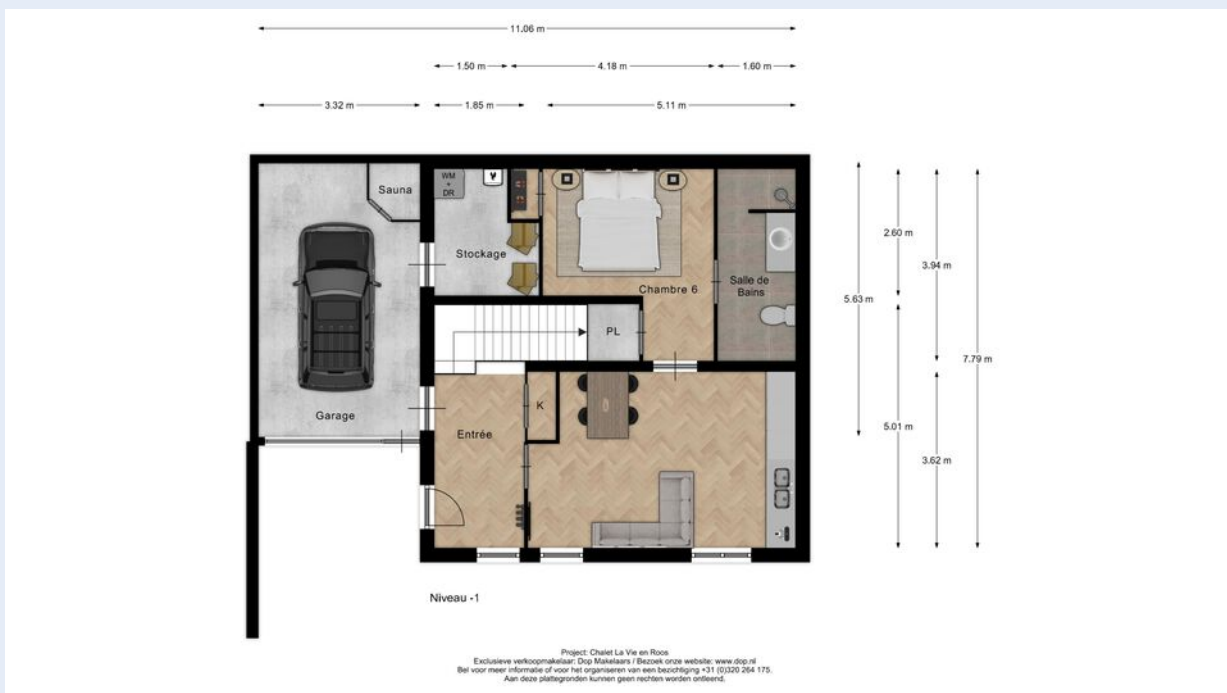 11.06 m
1.50 m
4.18 m
1.60 m
3.32 m
1.85 m
5.11 m
Sauna
WM
+
DR
Stockage
Chambre 6
Salle de
Bains
PL
Garage
Entrée
K
2.60 m
3.94 m
5.63 m
7.79 m
5.01 m
3.62 m
Niveau -1
Project: Chalet La Vie en Roos
Exclusieve verkoopmakelaar: Dop Makelaars / Bezoek onze website: www.dop.nl
Bel voor meer informatie of voor het organiseren van een bezichtiging +31 (0)320 264 175.
Aan deze plattegronden kunnen geen rechten worden ontleend.